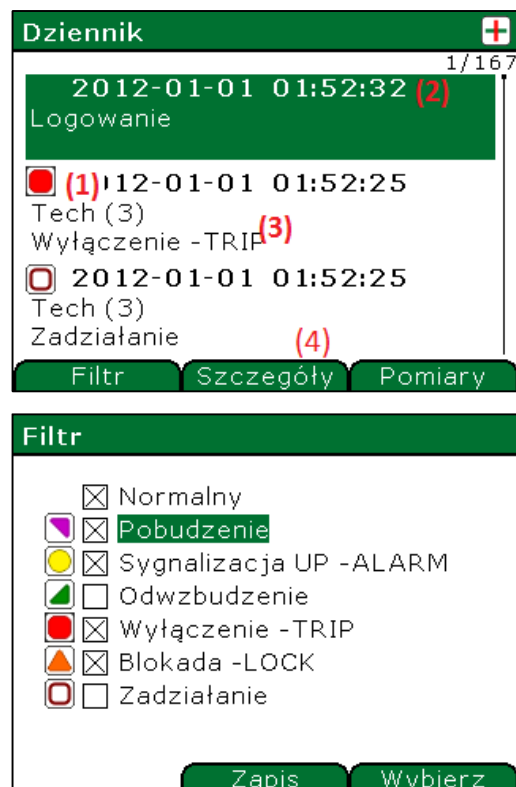 Dziennik
1/167
2012-01-01 01:52:32 (2)
Logowanie
(1) 12-01-01 01:52:25
Tech (3)
Wyłączenie -TRIP (3)
2012-01-01 01:52:25
Tech (3)
Zadziałanie
(4)
Filtr Szczegóły Pomiary
Filtr
Normalny
Pobudzenie
Sygnalizacja UP -ALARM
Odwzbudzenie
Wyłączenie -TRIP
Blokada -LOCK
Zadziałanie
Zapis Wybierz